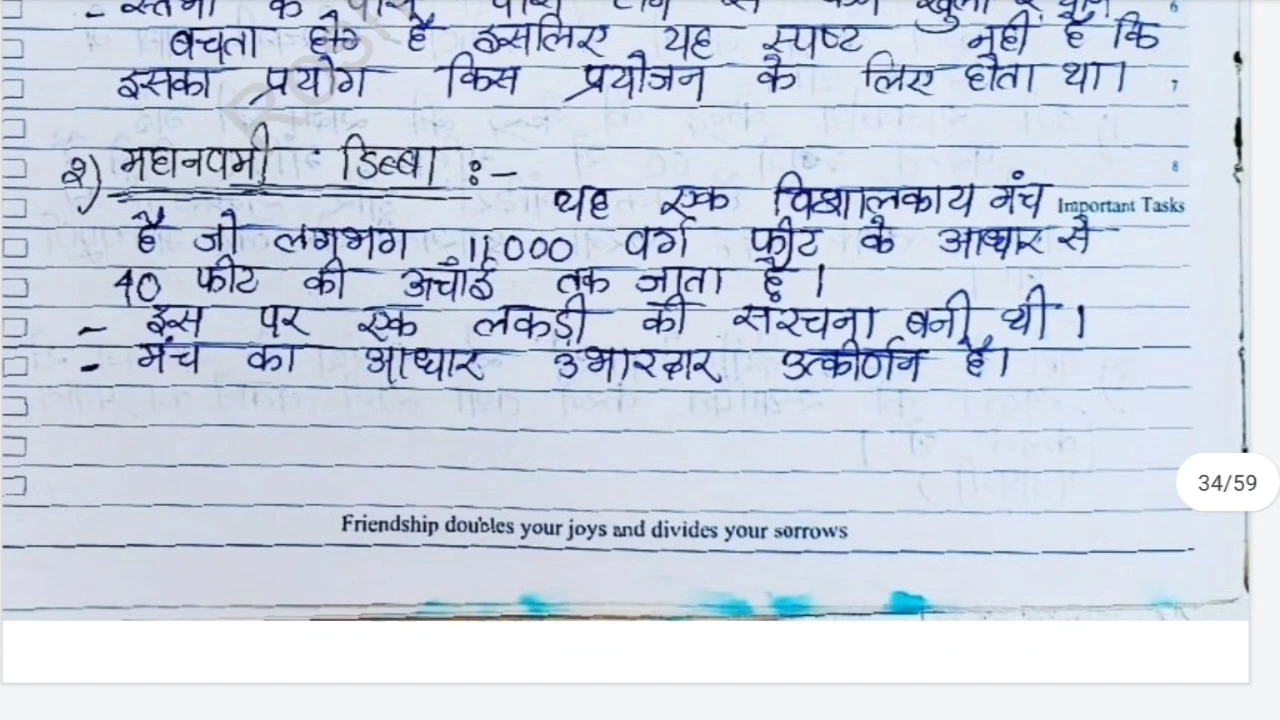 - स्तंभों के पास पास होने से कम खुला स्थान
बचता होगे है इसलिए यह स्पष्ट नहीं है कि
इसका प्रयोग किस प्रयोजन के लिए होता था।
२) महानवमी डिब्बा :-
यह एक विशालकाय मंच
Important Tasks
है जो लगभग 11,000 वर्ग फ़ीट के आधार से
40 फीट की ऊंचाई तक जाता है।
- इस पर एक लकड़ी की संरचना बनी थी।
- मंच का आधार उभारदार उत्कीर्णन है।
34/59
Friendship doubles your joys and divides your sorrows